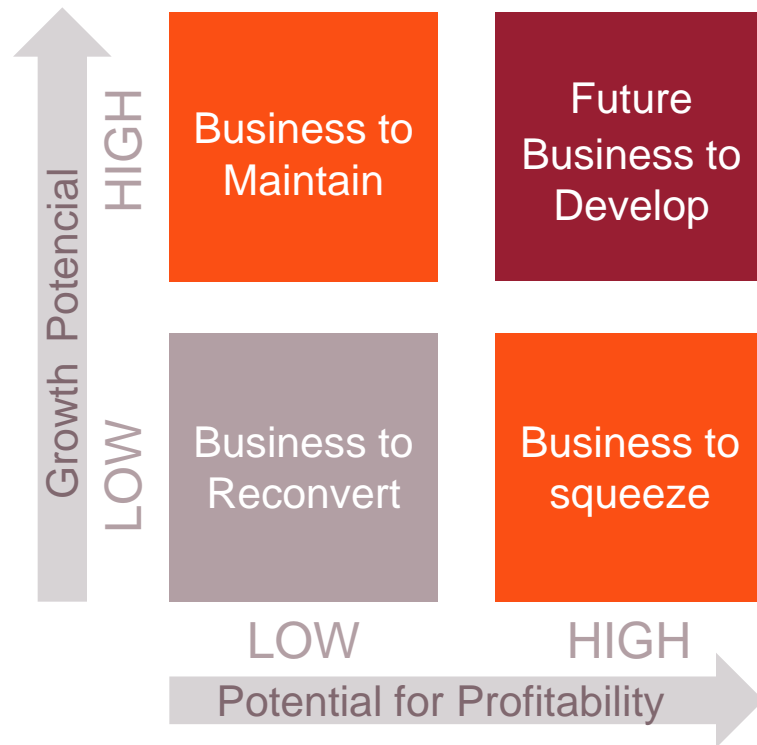 Growth Potencial
HIGH
LOW
Business to
Maintain
Future
Business to
Develop
Business to
Reconvert
Business to
squeeze
LOW
HIGH
Potential for Profitability